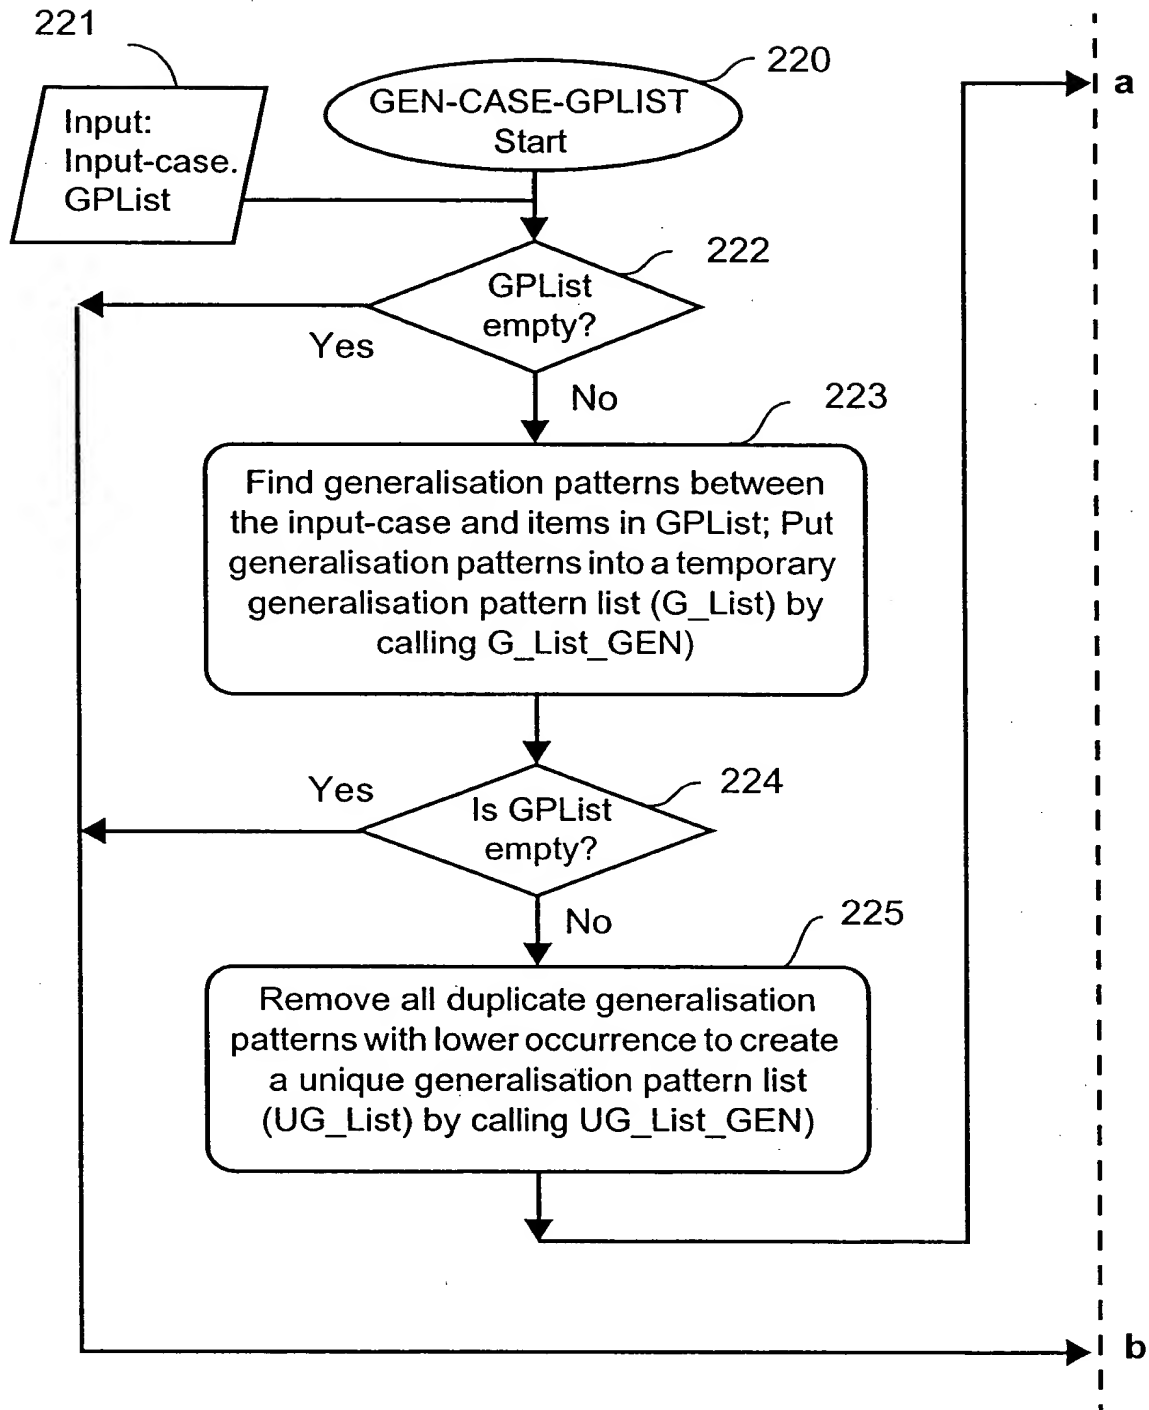 221
220
a
GEN-CASE-GPLIST
Start
Input:
Input-case.
GPList
222
GPList
empty?
Yes
No
223
Find generalisation patterns between
the input-case and items in GPList; Put
generalisation patterns into a temporary
generalisation pattern list (G_List) by
calling G_List_GEN)
Yes
224
Is GPList
empty?
No
225
Remove all duplicate generalisation
patterns with lower occurrence to create
a unique generalisation pattern list
(UG_List) by calling UG_List_GEN)
b